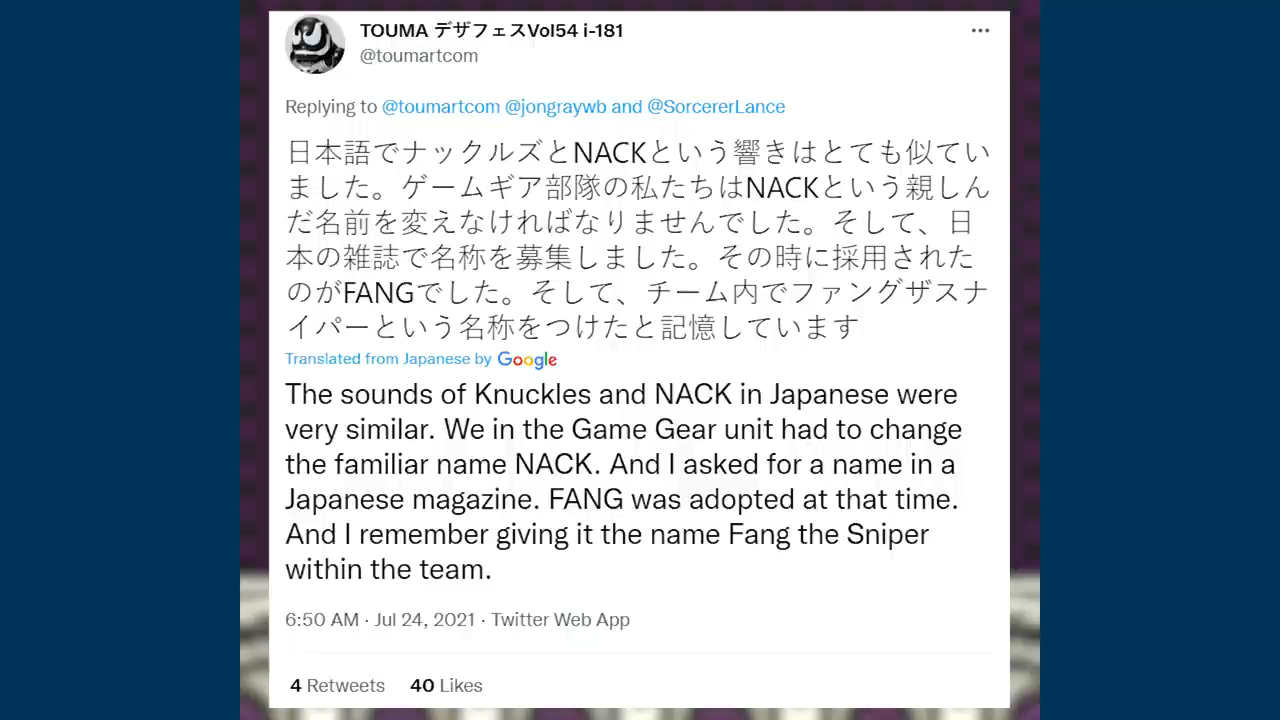 TOUMA デザフェスVol54 i-181
@toumartcom
Replying to @toumartcom @jongraywb and @SorcererLance
日本語でナックルズとNACKという響きはとても似てい
ました。ゲームギア部隊の私たちはNACKという親しん
だ名前を変えなければなりませんでした。そして、日
本の雑誌で名称を募集しました。その時に採用された
のがFANGでした。そして、チーム内でファングザスナ
イパーという名称をつけたと記憶しています
Translated from Japanese by Google
The sounds of Knuckles and NACK in Japanese were
very similar. We in the Game Gear unit had to change
the familiar name NACK. And I asked for a name in a
Japanese magazine. FANG was adopted at that time.
And I remember giving it the name Fang the Sniper
within the team.
6:50 AM · Jul 24, 2021 · Twitter Web App
4 Retweets 40 Likes